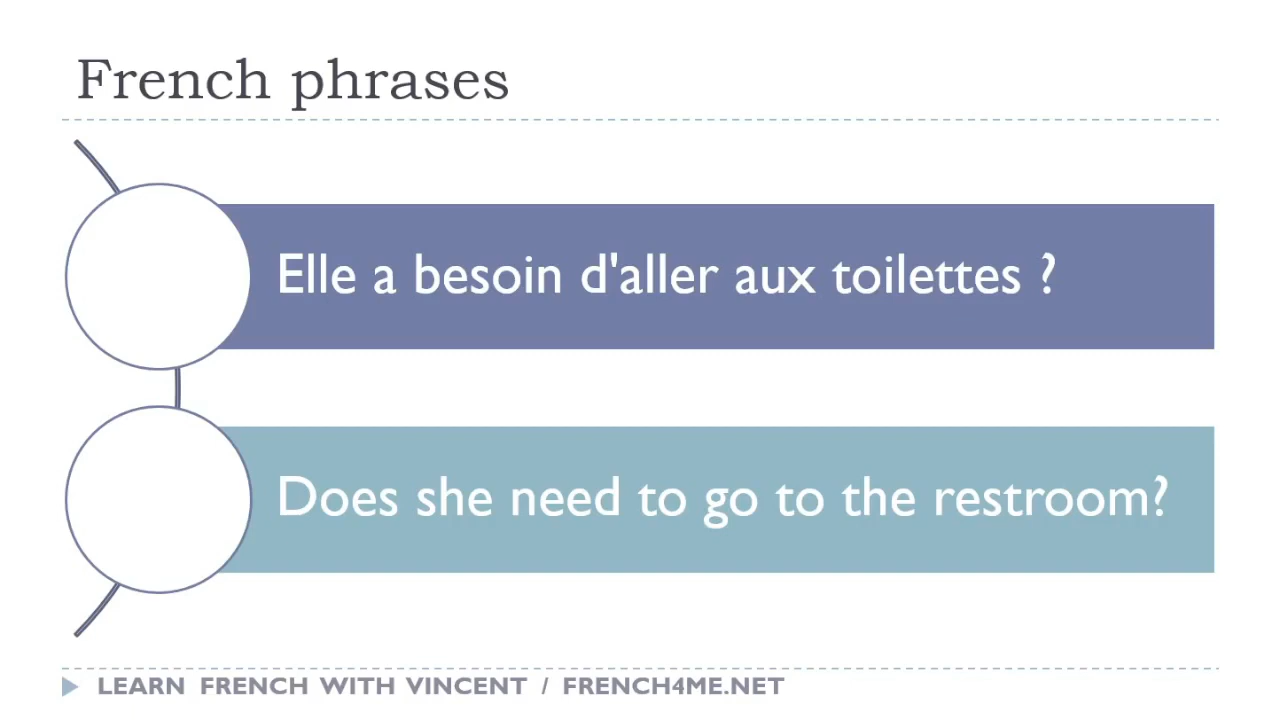 French phrases
Elle a besoin d'aller aux toilettes ?
Does she need to go to the restroom?
LEARN FRENCH WITH VINCENT / FRENCH4ME.NET